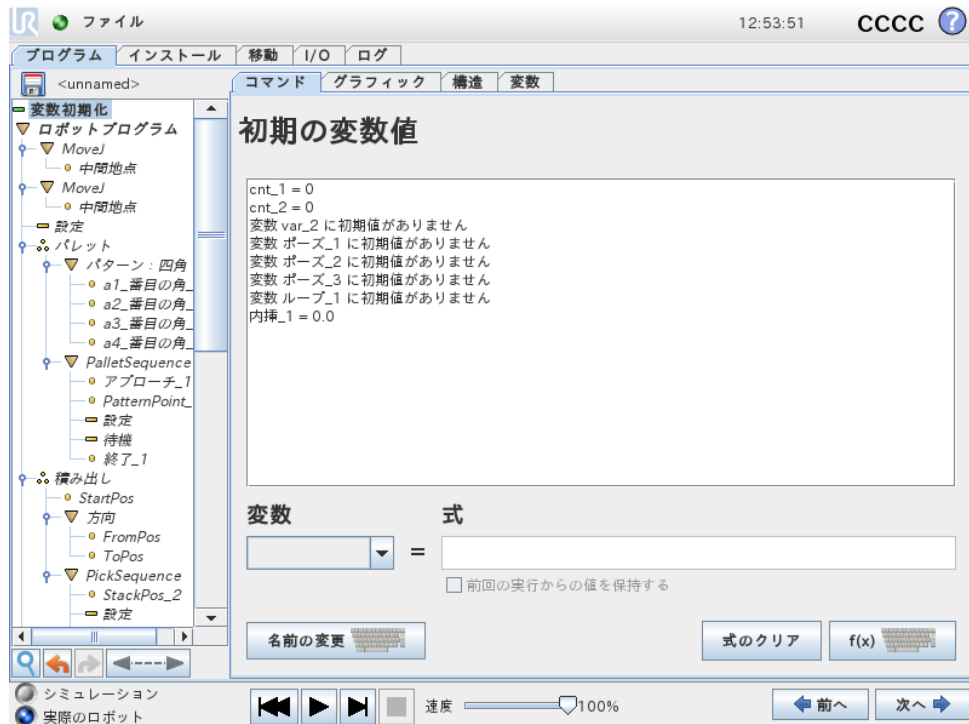 UR ファイル 12:53:51 CCCC ?
プログラム インストール 移動 I/O ログ
<unnamed>
コマンド グラフィック 構造 変数
変数初期化
ロボットプログラム
MoveJ
中間地点
MoveJ
中間地点
設定
パレット
パターン：四角
a1_番目の角_
a2_番目の角_
a3_番目の角_
a4_番目の角_
PalletSequence
アプローチ_1
PatternPoint_
設定
待機
終了_1
積み出し
StartPos
方向
FromPos
ToPos
PickSequence
StackPos_2
設定
初期の変数値
cnt_1 = 0
cnt_2 = 0
変数 var_2 に初期値がありません
変数 ポーズ_1 に初期値がありません
変数 ポーズ_2 に初期値がありません
変数 ポーズ_3 に初期値がありません
変数 ループ_1 に初期値がありません
内挿_1 = 0.0
変数 式
=
前回の実行からの値を保持する
名前の変更 式のクリア f(x)
シミュレーション
実際のロボット
速度 100%
前へ 次へ